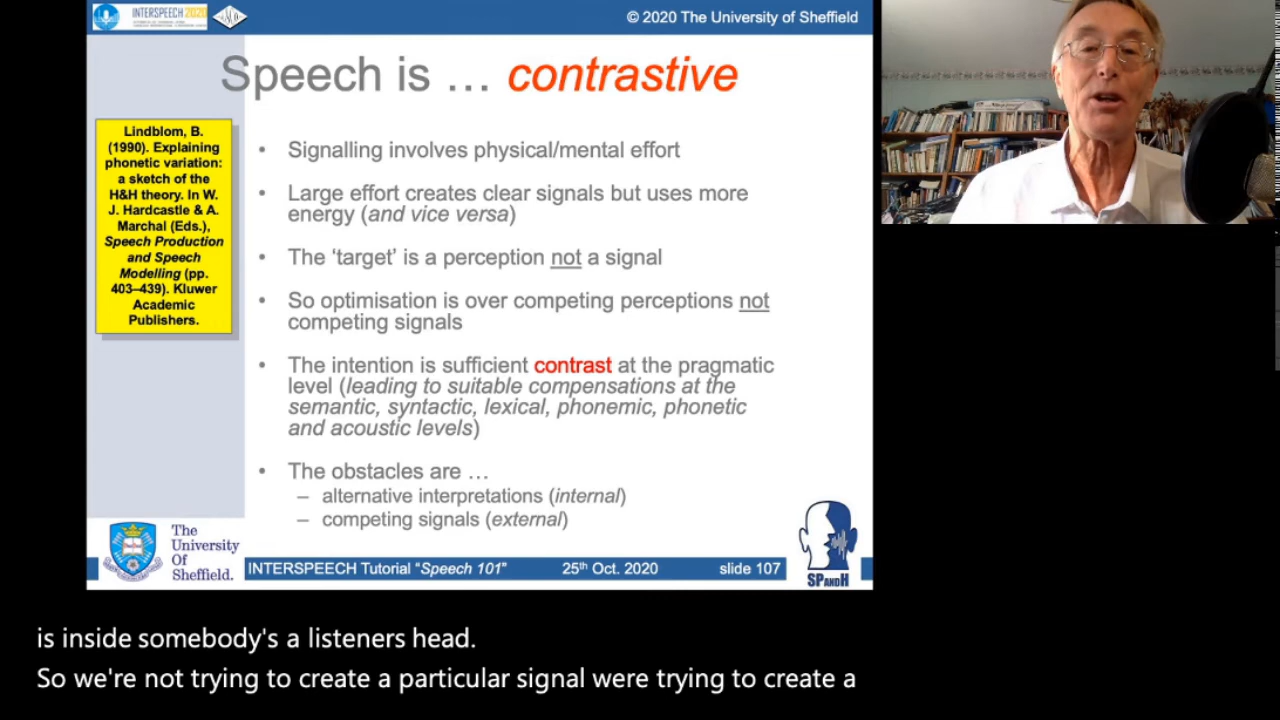 INTERSPEECH 2020
© 2020 The University of Sheffield
Speech is … contrastive
Lindblom, B.
(1990). Explaining
phonetic variation:
a sketch of the
H&H theory. In W.
J. Hardcastle & A.
Marchal (Eds.),
Speech Production
and Speech
Modelling (pp.
403–439). Kluwer
Academic
Publishers.
• Signalling involves physical/mental effort
• Large effort creates clear signals but uses more
energy (and vice versa)
• The ‘target’ is a perception not a signal
• So optimisation is over competing perceptions not
competing signals
• The intention is sufficient contrast at the pragmatic
level (leading to suitable compensations at the
semantic, syntactic, lexical, phonemic, phonetic
and acoustic levels)
• The obstacles are …
– alternative interpretations (internal)
– competing signals (external)
The
University
Of
Sheffield.
INTERSPEECH Tutorial “Speech 101” 25th Oct. 2020 slide 107
SPANDH
is inside somebody's a listeners head.
So we're not trying to create a particular signal were trying to create a